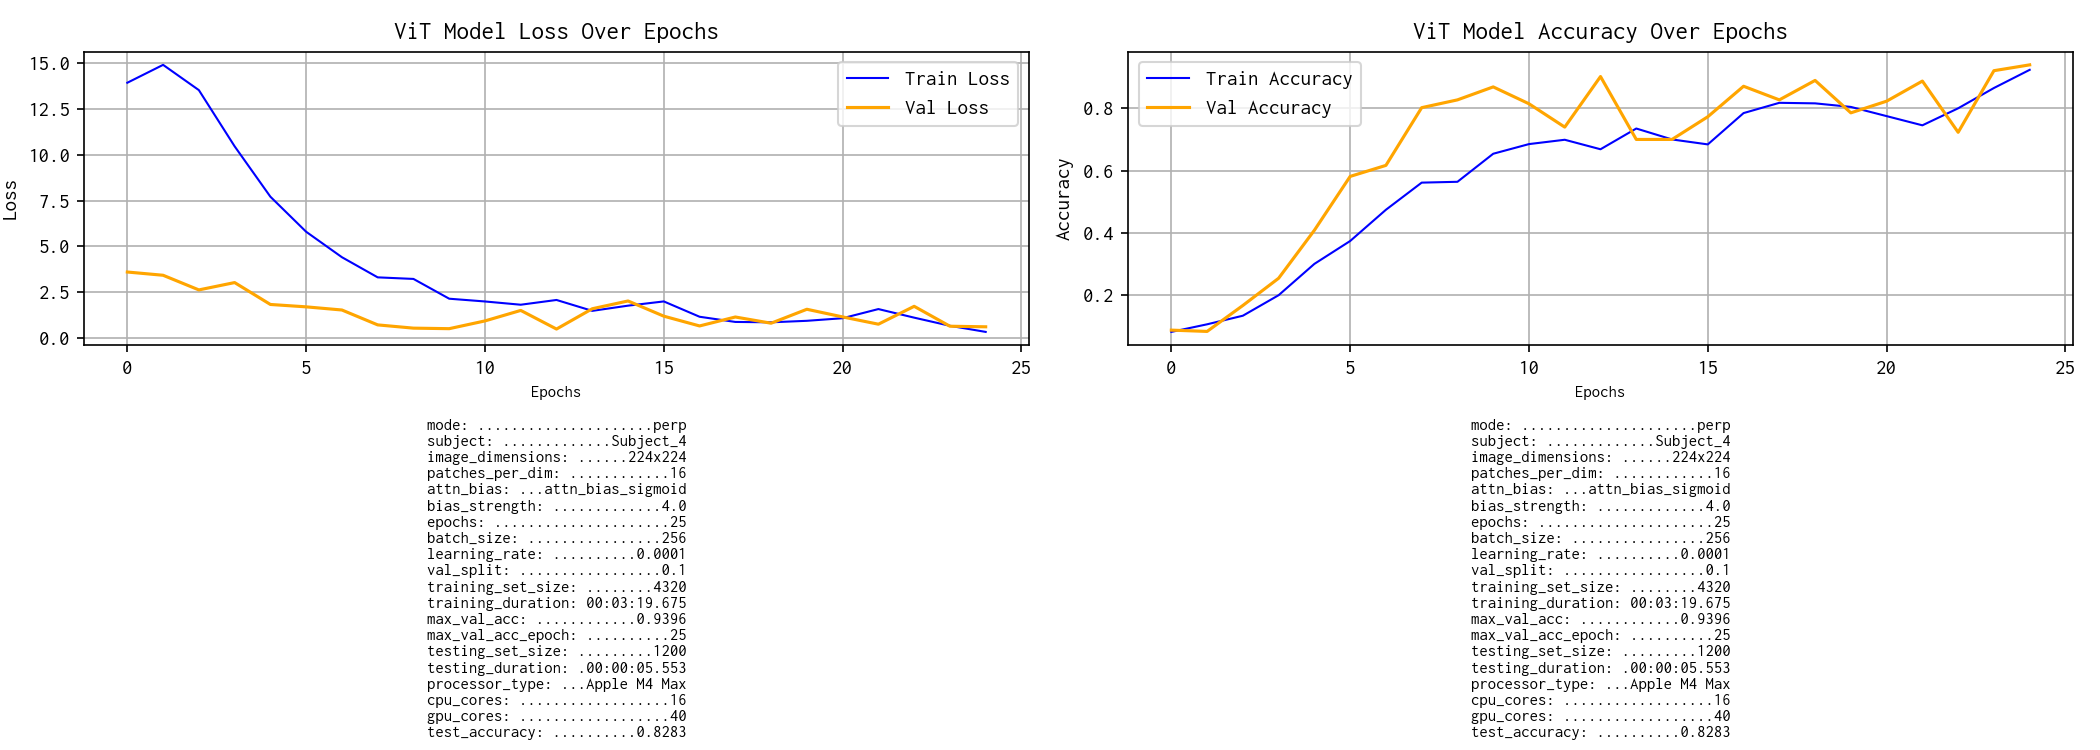 ViT Model Loss Over Epochs
15.0
12.5
10.0
7.5
5.0
2.5
0.0
Loss
Train Loss
Val Loss
0 5 10 15 20 25
Epochs
mode: .....................perp
subject: .............Subject_4
image_dimensions: ......224x224
patches_per_dim: ............16
attn_bias: ...attn_bias_sigmoid
bias_strength: .............4.0
epochs: .....................25
batch_size: ................256
learning_rate: ..........0.0001
val_split: .................0.1
training_set_size: ........4320
training_duration: 00:03:19.675
max_val_acc: ............0.9396
max_val_acc_epoch: ..........25
testing_set_size: .........1200
testing_duration: .00:00:05.553
processor_type: ...Apple M4 Max
cpu_cores: ..................16
gpu_cores: ..................40
test_accuracy: ..........0.8283
ViT Model Accuracy Over Epochs
0.8
0.6
0.4
0.2
Accuracy
Train Accuracy
Val Accuracy
0 5 10 15 20 25
Epochs
mode: .....................perp
subject: .............Subject_4
image_dimensions: ......224x224
patches_per_dim: ............16
attn_bias: ...attn_bias_sigmoid
bias_strength: .............4.0
epochs: .....................25
batch_size: ................256
learning_rate: ..........0.0001
val_split: .................0.1
training_set_size: ........4320
training_duration: 00:03:19.675
max_val_acc: ............0.9396
max_val_acc_epoch: ..........25
testing_set_size: .........1200
testing_duration: .00:00:05.553
processor_type: ...Apple M4 Max
cpu_cores: ..................16
gpu_cores: ..................40
test_accuracy: ..........0.8283